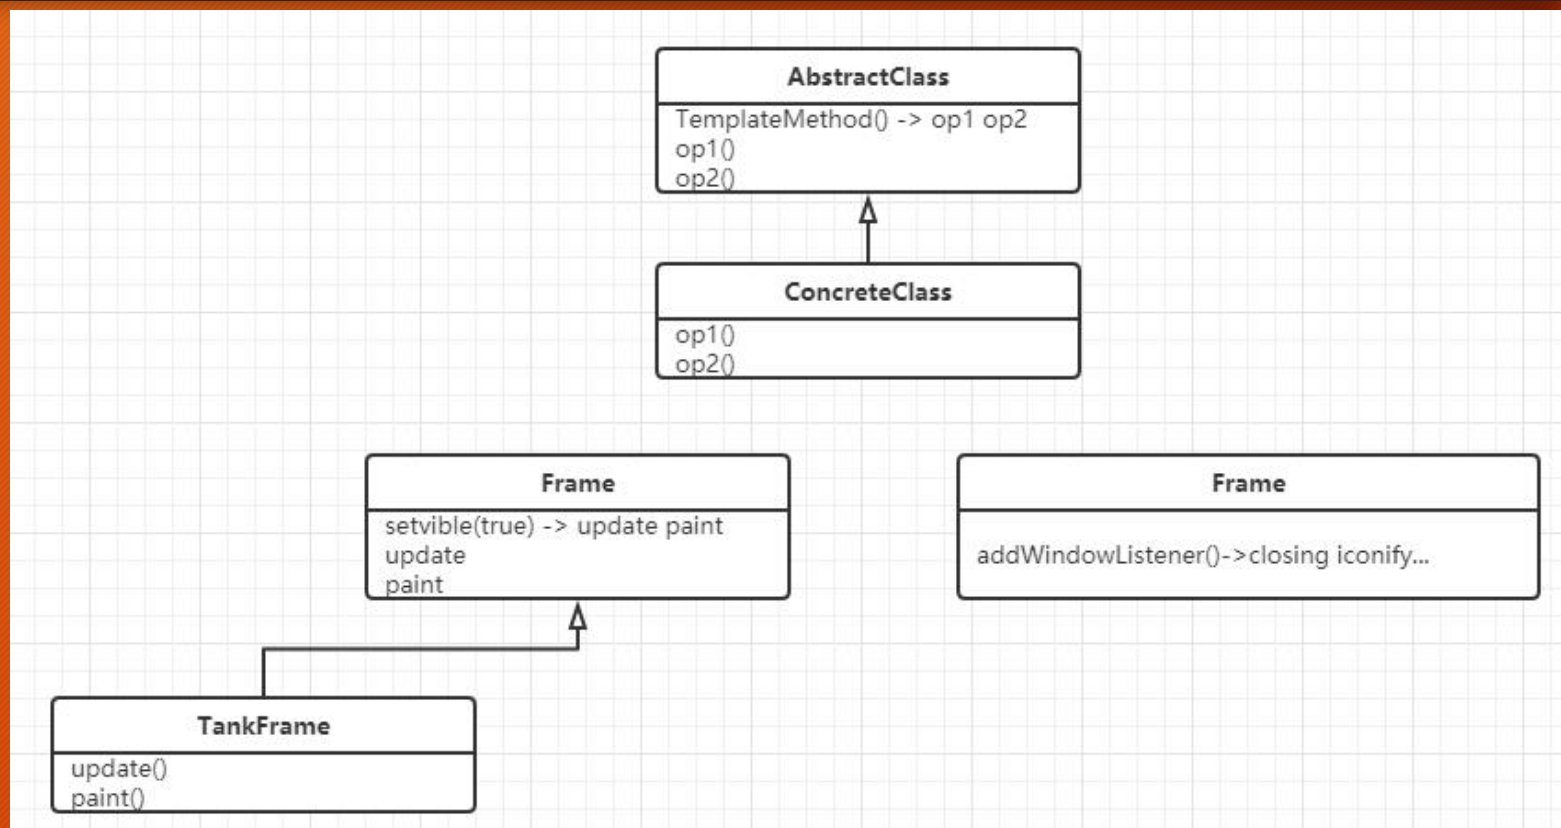 AbstractClass
TemplateMethod() -> op1 op2
op1()
op2()
ConcreteClass
op1()
op2()
Frame
setvible(true) -> update paint
update
paint
Frame
addWindowListener()->closing iconify...
TankFrame
update()
paint()